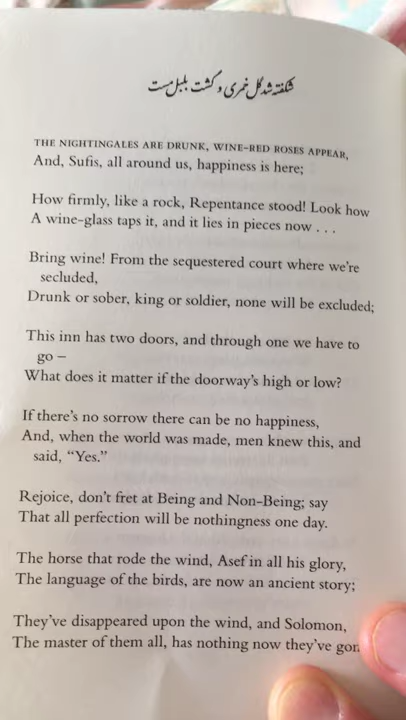 شکفته شد گل خمری و گشت بلبل مست
THE NIGHTINGALES ARE DRUNK, WINE-RED ROSES APPEAR,
And, Sufis, all around us, happiness is here;
How firmly, like a rock, Repentance stood! Look how
A wine-glass taps it, and it lies in pieces now . . .
Bring wine! From the sequestered court where we're
secluded,
Drunk or sober, king or soldier, none will be excluded;
This inn has two doors, and through one we have to
go –
What does it matter if the doorway's high or low?
If there's no sorrow there can be no happiness,
And, when the world was made, men knew this, and
said, “Yes.”
Rejoice, don't fret at Being and Non-Being; say
That all perfection will be nothingness one day.
The horse that rode the wind, Asef in all his glory,
The language of the birds, are now an ancient story;
They've disappeared upon the wind, and Solomon,
The master of them all, has nothing now they've